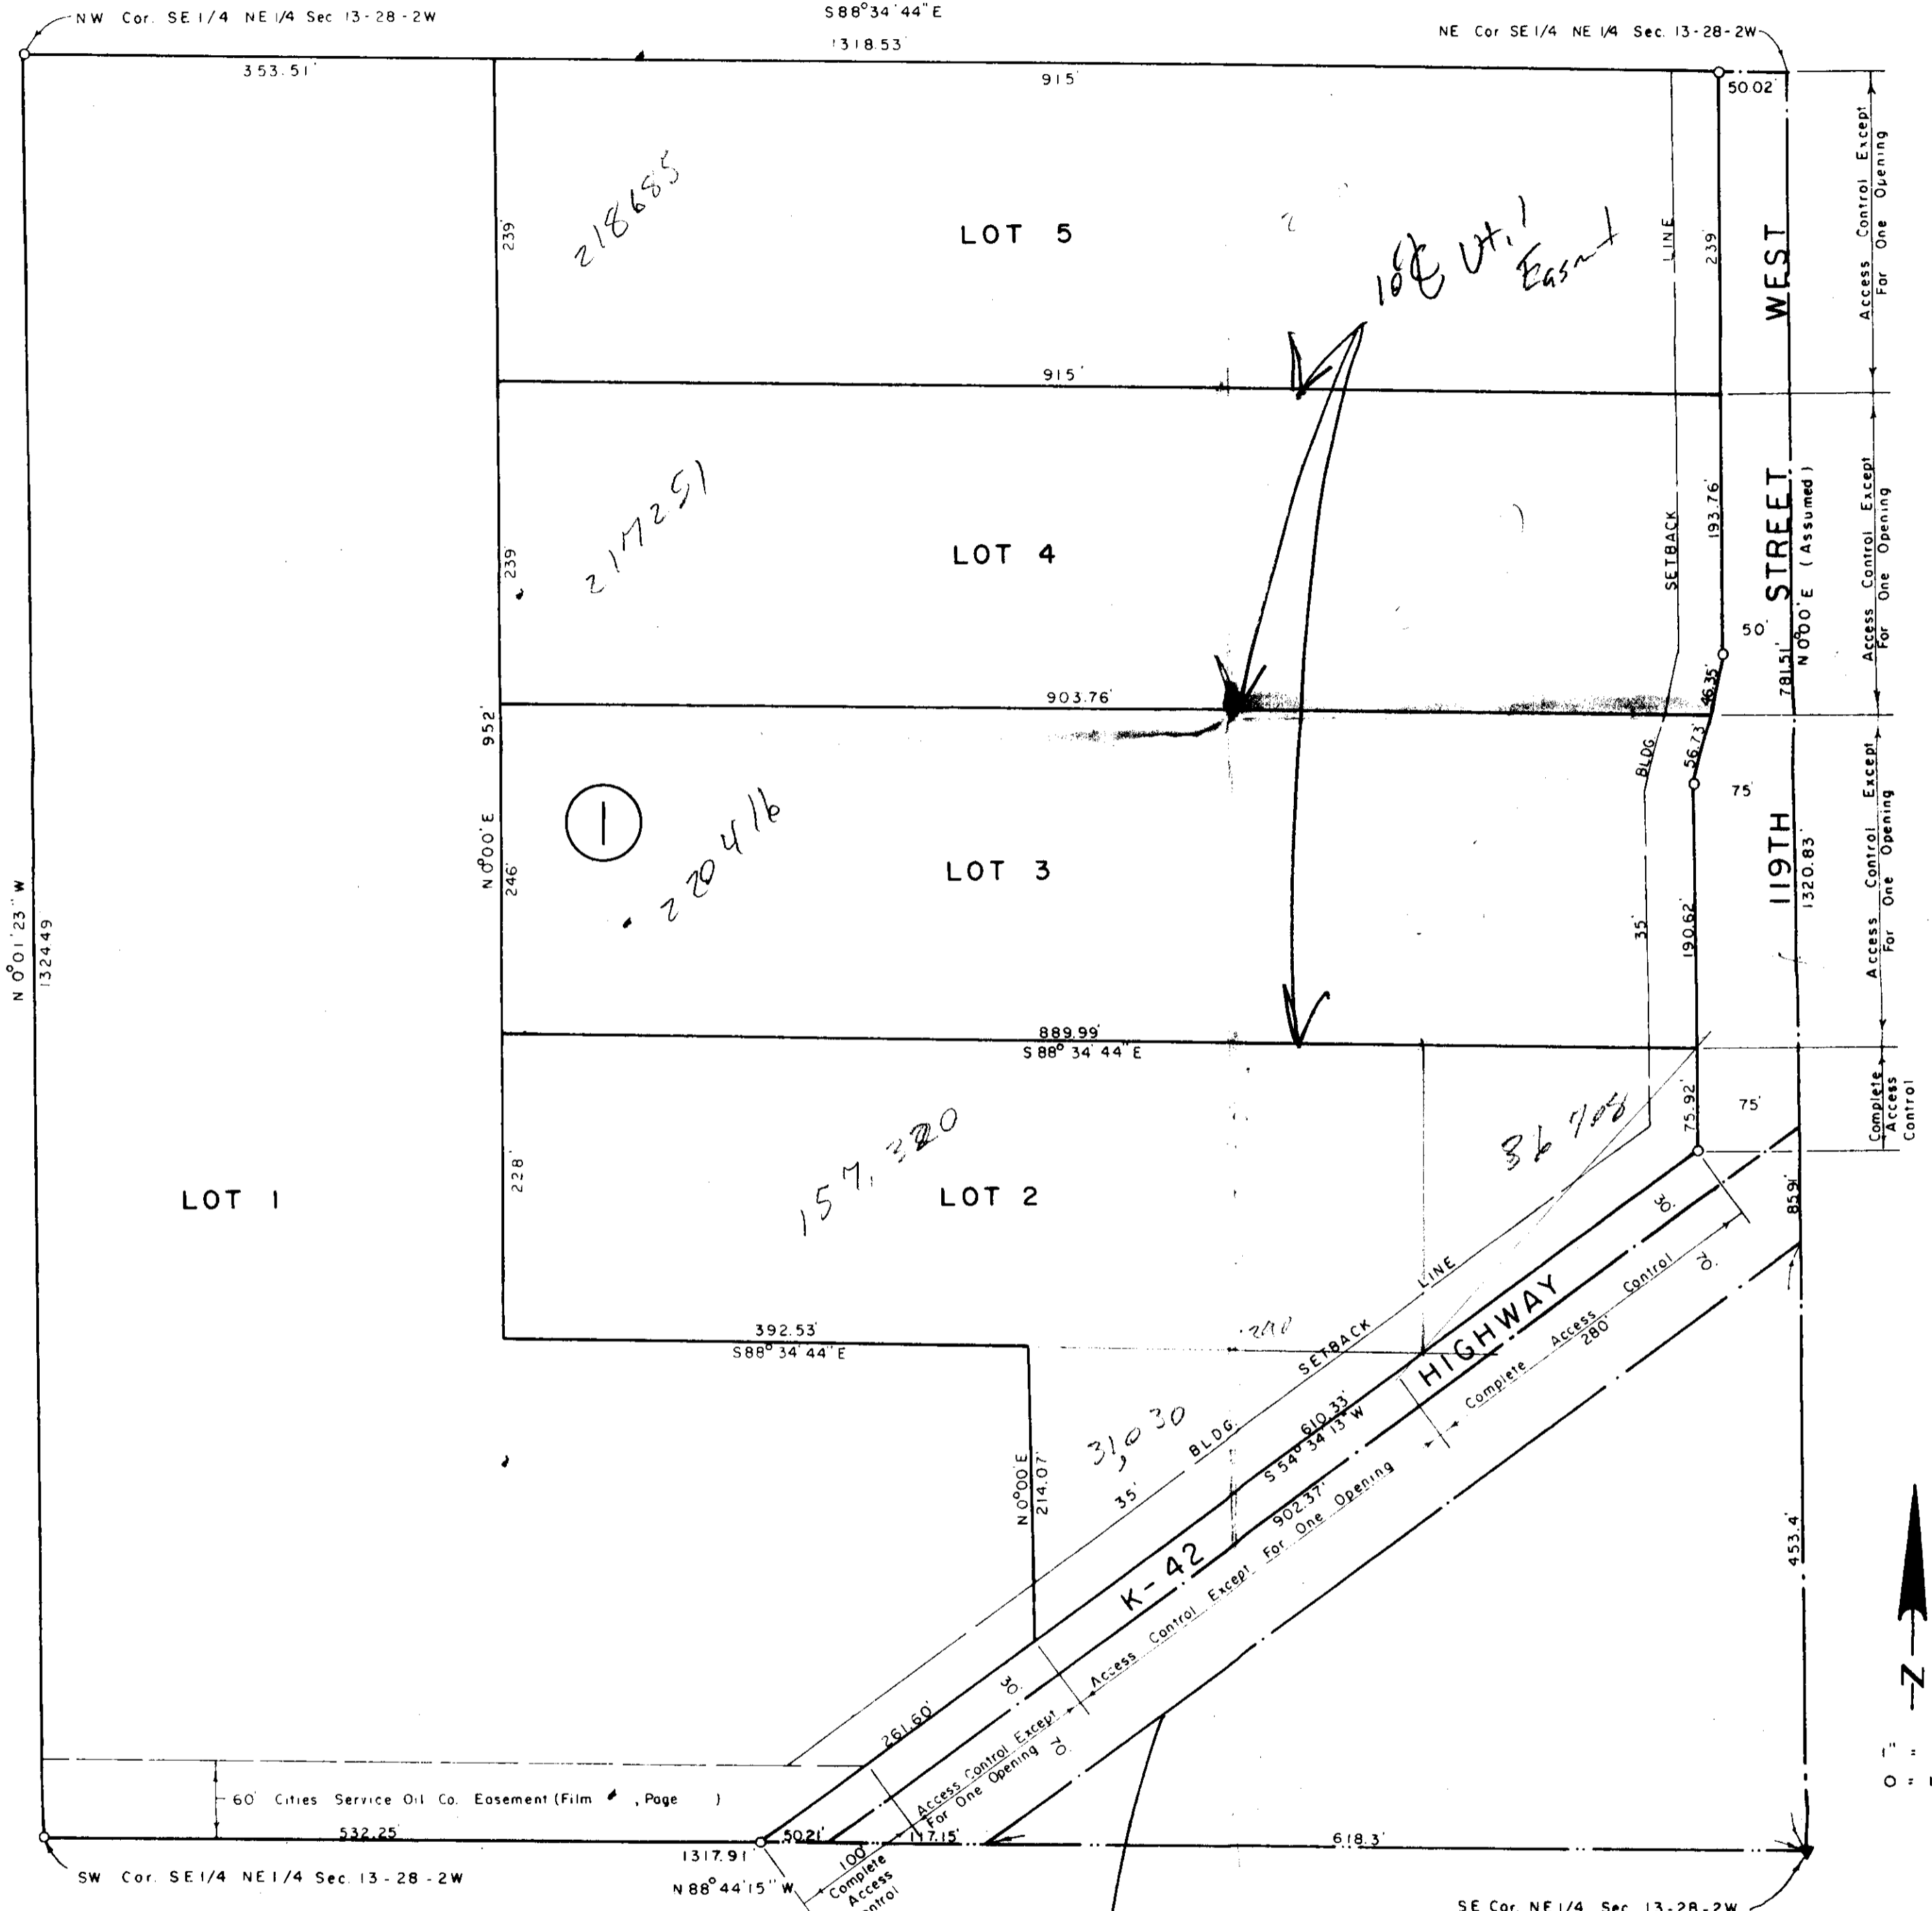 NW Cor. SE 1/4 NE 1/4 Sec 13-28-2W
S88°34'44"E
1318.53'
NE Cor SE 1/4 NE 1/4 Sec. 13-28-2W
353.51'
915'
50.02'
Access Control Except
For One Opening
218685
239'
LOT 5
10' Util
Easmt
LINE
239'
WEST
915'
217251
239'
LOT 4
SETBACK
193.76'
STREET
N 0°00' E (Assumed)
Access Control Except
For One Opening
50'
781.51'
46.35'
903.76'
952'
N 0°00' E
1
220416
246'
LOT 3
BLDG
56.73'
75'
35'
190.62'
119TH
1320.83'
Access Control Except
For One Opening
N 0°01'23" W
1324.49
889.99'
S 88°34'44" E
75.92'
75'
Complete
Access
Control
LOT 1
228'
157,320
LOT 2
36708
85.91'
30'
70'
LINE
HIGHWAY
Complete Access Control
280'
392.53'
S88°34'44"E
240
SETBACK
N 0°00' E
214.07'
31,030
35'
BLDG.
610.33'
S 54°34'13" W
902.37'
K-42
Access Control Except For One Opening
453.4'
261.60'
30'
70'
Access Control Except
For One Opening
N
1"
60' Cities Service Oil Co. Easement (Film , Page )
532.25'
50.21'
117.15'
618.3'
SW Cor. SE 1/4 NE 1/4 Sec. 13-28-2W
1317.91'
N 88°44'15" W
100'
Complete
Access
Control
SE Cor. NE 1/4 Sec. 13-28-2W